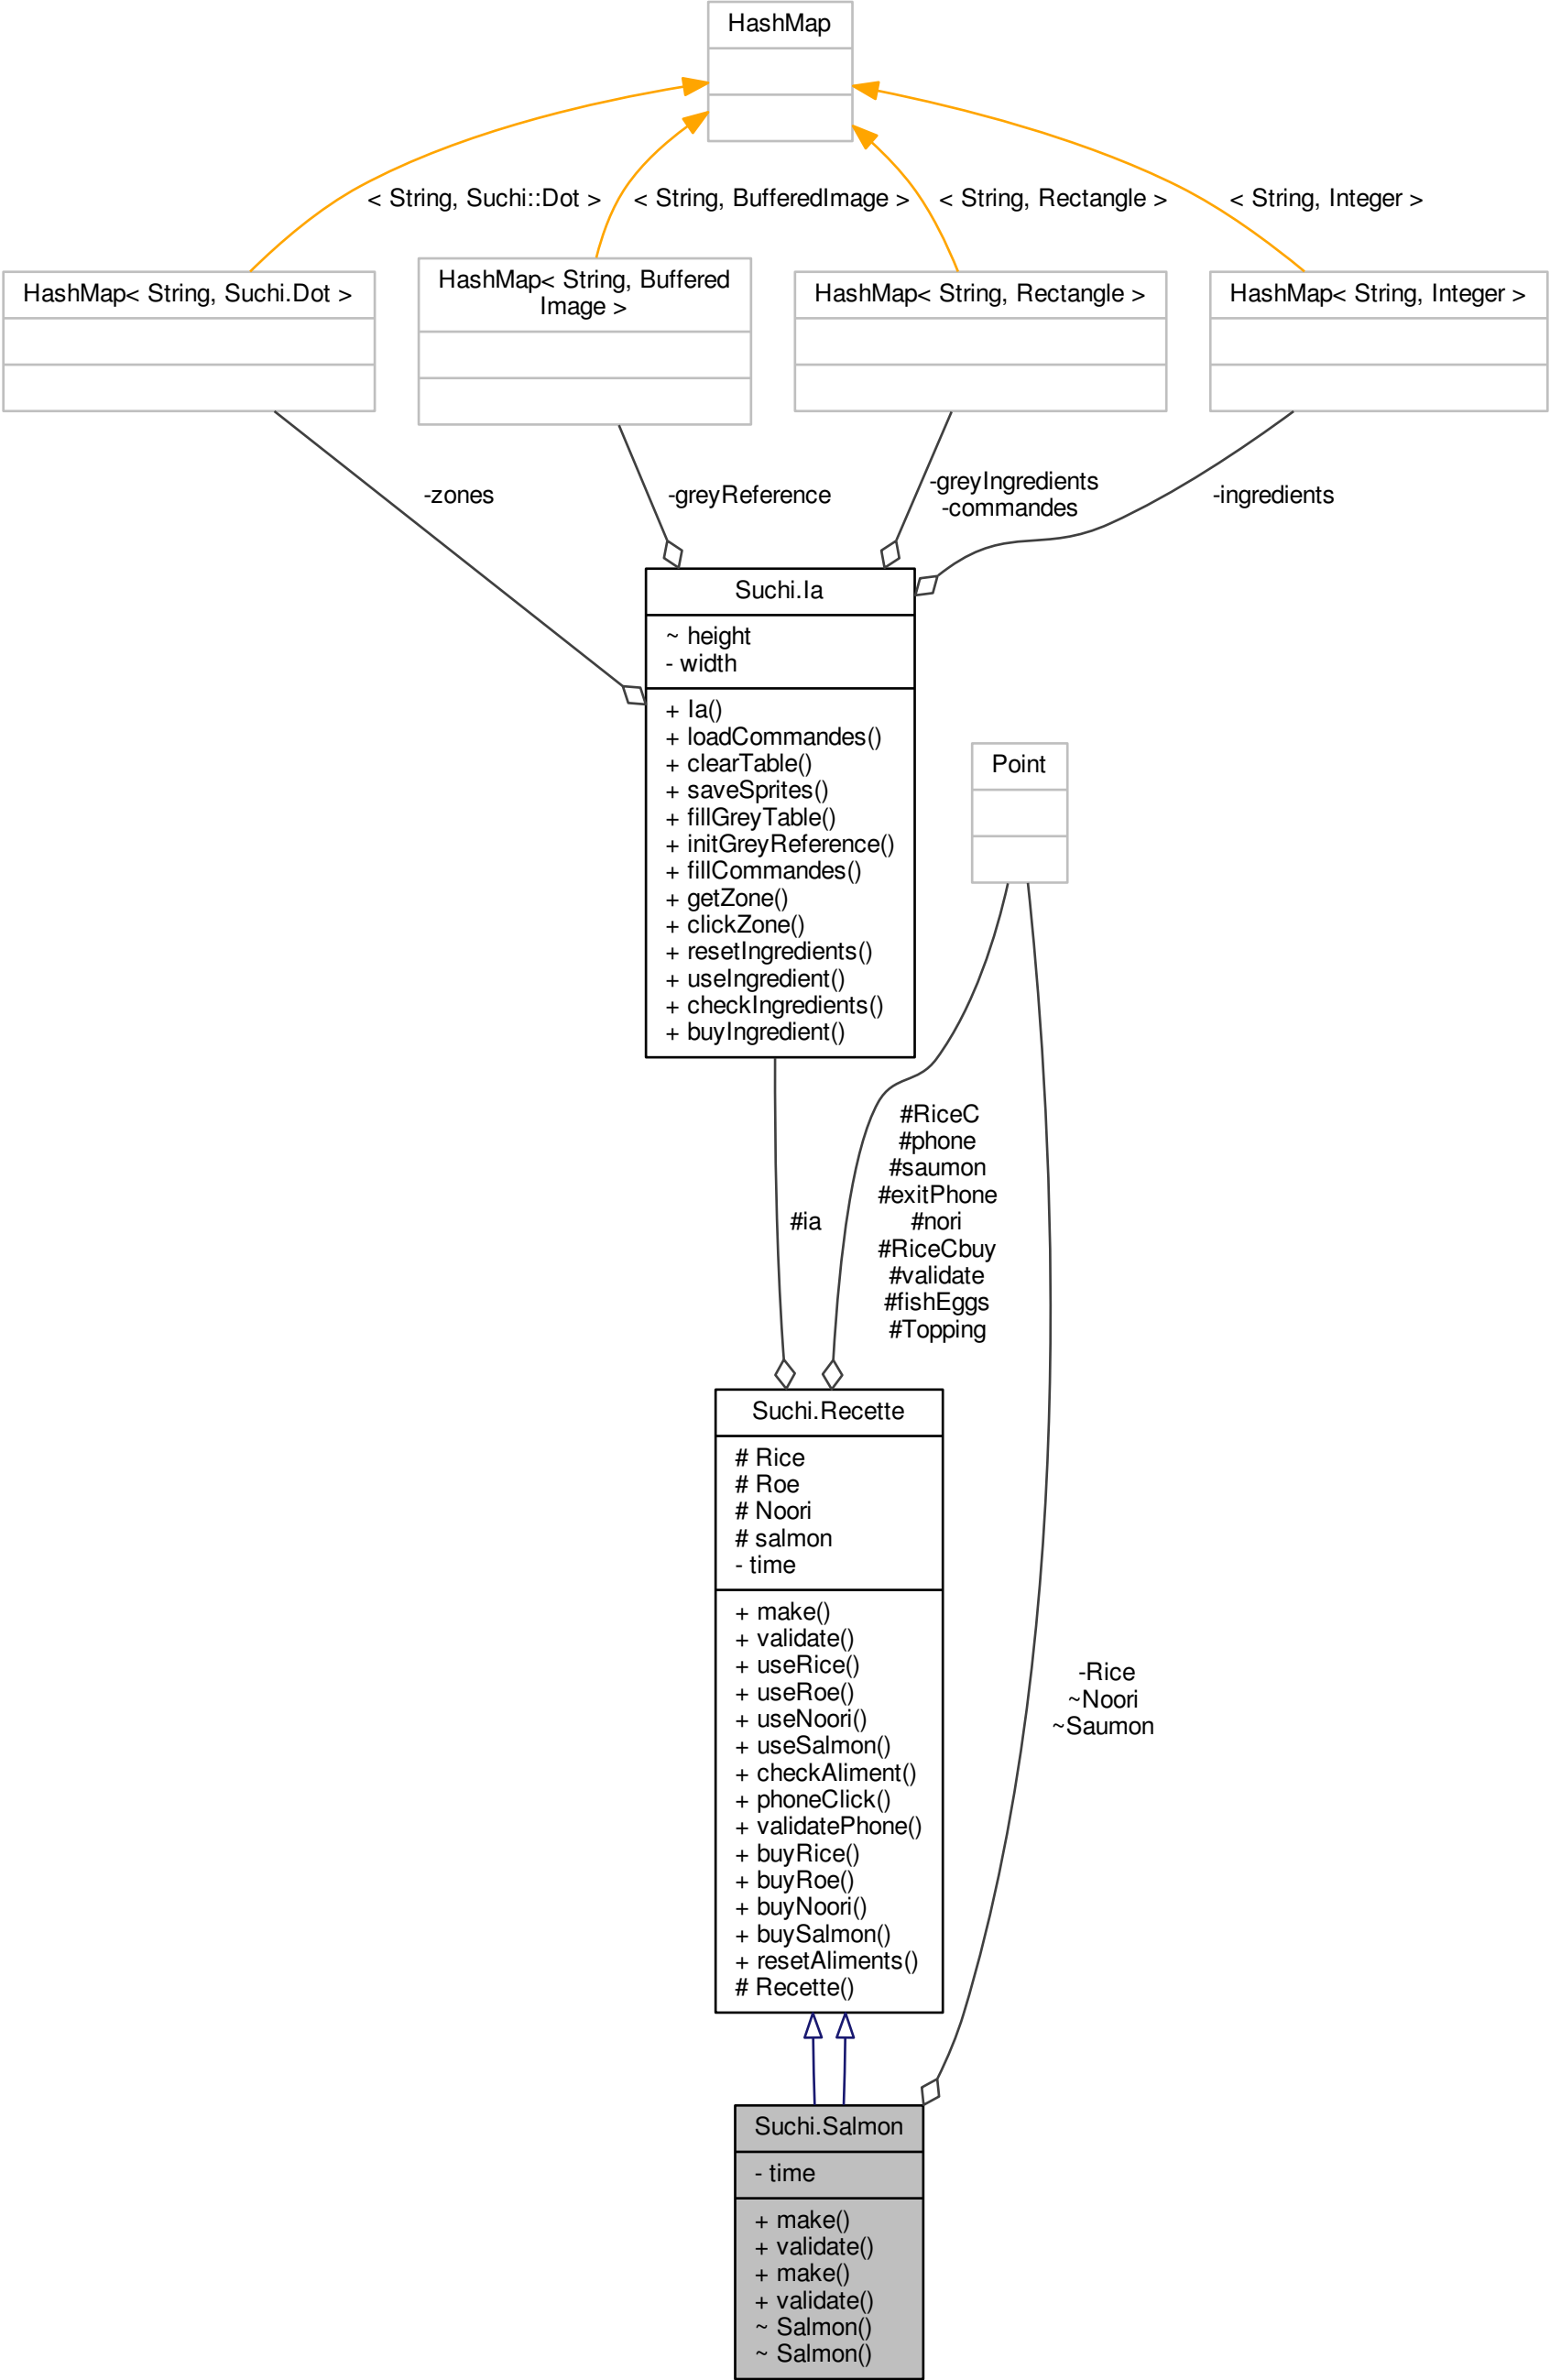 HashMap
< String, Suchi::Dot >
< String, BufferedImage >
< String, Rectangle >
< String, Integer >
HashMap< String, Suchi.Dot >
HashMap< String, Buffered
Image >
HashMap< String, Rectangle >
HashMap< String, Integer >
-zones
-greyReference
-greyIngredients
-commandes
-ingredients
Suchi.Ia
~ height
- width
+ Ia()
+ loadCommandes()
+ clearTable()
+ saveSprites()
+ fillGreyTable()
+ initGreyReference()
+ fillCommandes()
+ getZone()
+ clickZone()
+ resetIngredients()
+ useIngredient()
+ checkIngredients()
+ buyIngredient()
Point
#ia
#RiceC
#phone
#saumon
#exitPhone
#nori
#RiceCbuy
#validate
#fishEggs
#Topping
Suchi.Recette
# Rice
# Roe
# Noori
# salmon
- time
+ make()
+ validate()
+ useRice()
+ useRoe()
+ useNoori()
+ useSalmon()
+ checkAliment()
+ phoneClick()
+ validatePhone()
+ buyRice()
+ buyRoe()
+ buyNoori()
+ buySalmon()
+ resetAliments()
# Recette()
-Rice
~Noori
~Saumon
Suchi.Salmon
- time
+ make()
+ validate()
+ make()
+ validate()
~ Salmon()
~ Salmon()